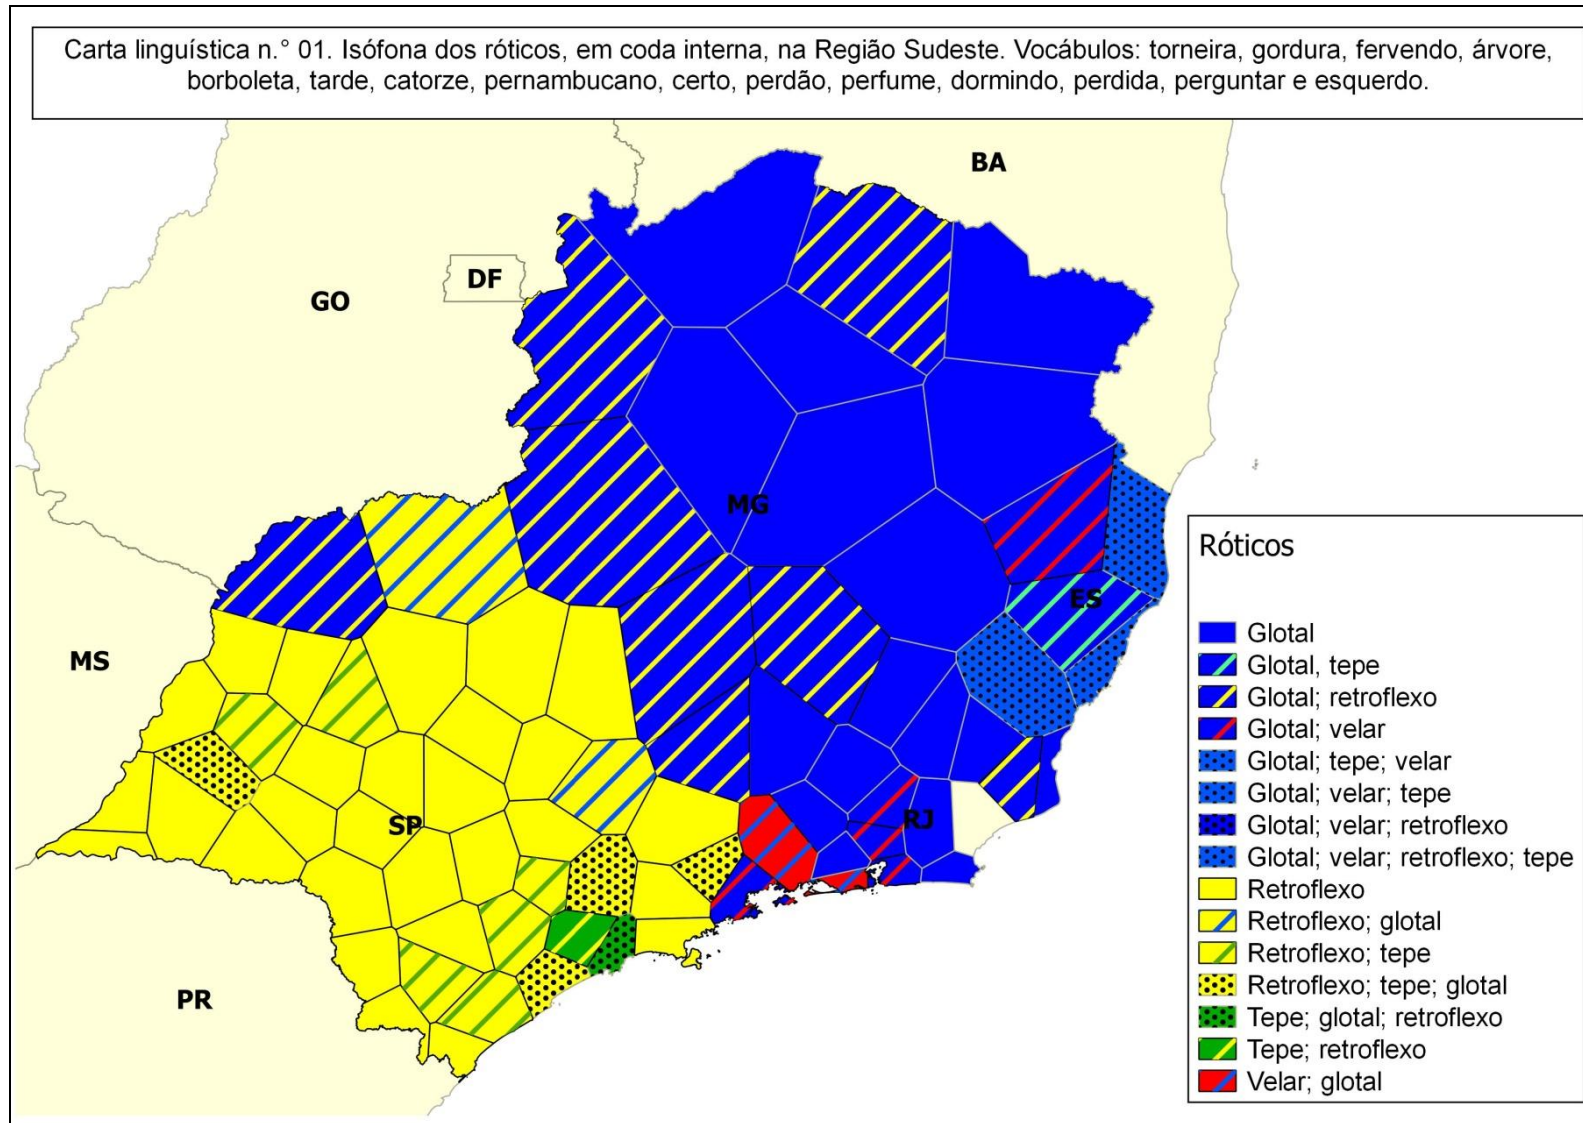 Carta linguística n.° 01. Isófona dos róticos, em coda interna, na Região Sudeste. Vocábulos: torneira, gordura, fervendo, árvore,
borboleta, tarde, catorze, pernambucano, certo, perdão, perfume, dormindo, perdida, perguntar e esquerdo.
BA
DF
GO
MG
ES
MS
SP
RJ
PR
Róticos
Glotal
Glotal, tepe
Glotal; retroflexo
Glotal; velar
Glotal; tepe; velar
Glotal; velar; tepe
Glotal; velar; retroflexo
Glotal; velar; retroflexo; tepe
Retroflexo
Retroflexo; glotal
Retroflexo; tepe
Retroflexo; tepe; glotal
Tepe; glotal; retroflexo
Tepe; retroflexo
Velar; glotal